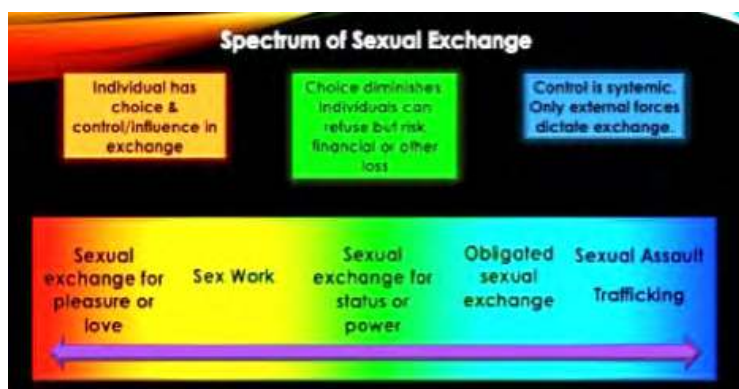 Spectrum of Sexual Exchange
Individual has
choice &
control/influence in
exchange
Choice diminishes
Individuals can
refuse but risk
financial or other
loss
Control is systemic.
Only external forces
dictate exchange.
Sexual
exchange for
pleasure or
love
Sex Work
Sexual
exchange for
status or
power
Obligated
sexual
exchange
Sexual Assault
Trafficking